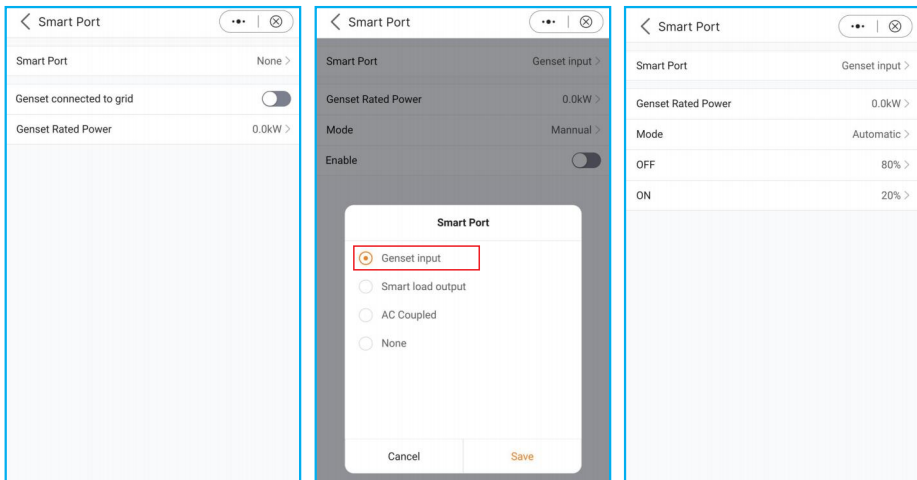 Smart Port
Smart Port None
Genset connected to grid
Genset Rated Power 0.0kW
Smart Port
Smart Port Genset input
Genset Rated Power 0.0kW
Mode Mannual
Enable
Smart Port
Genset input
Smart load output
AC Coupled
None
Cancel Save
Smart Port
Smart Port Genset input
Genset Rated Power 0.0kW
Mode Automatic
OFF 80%
ON 20%